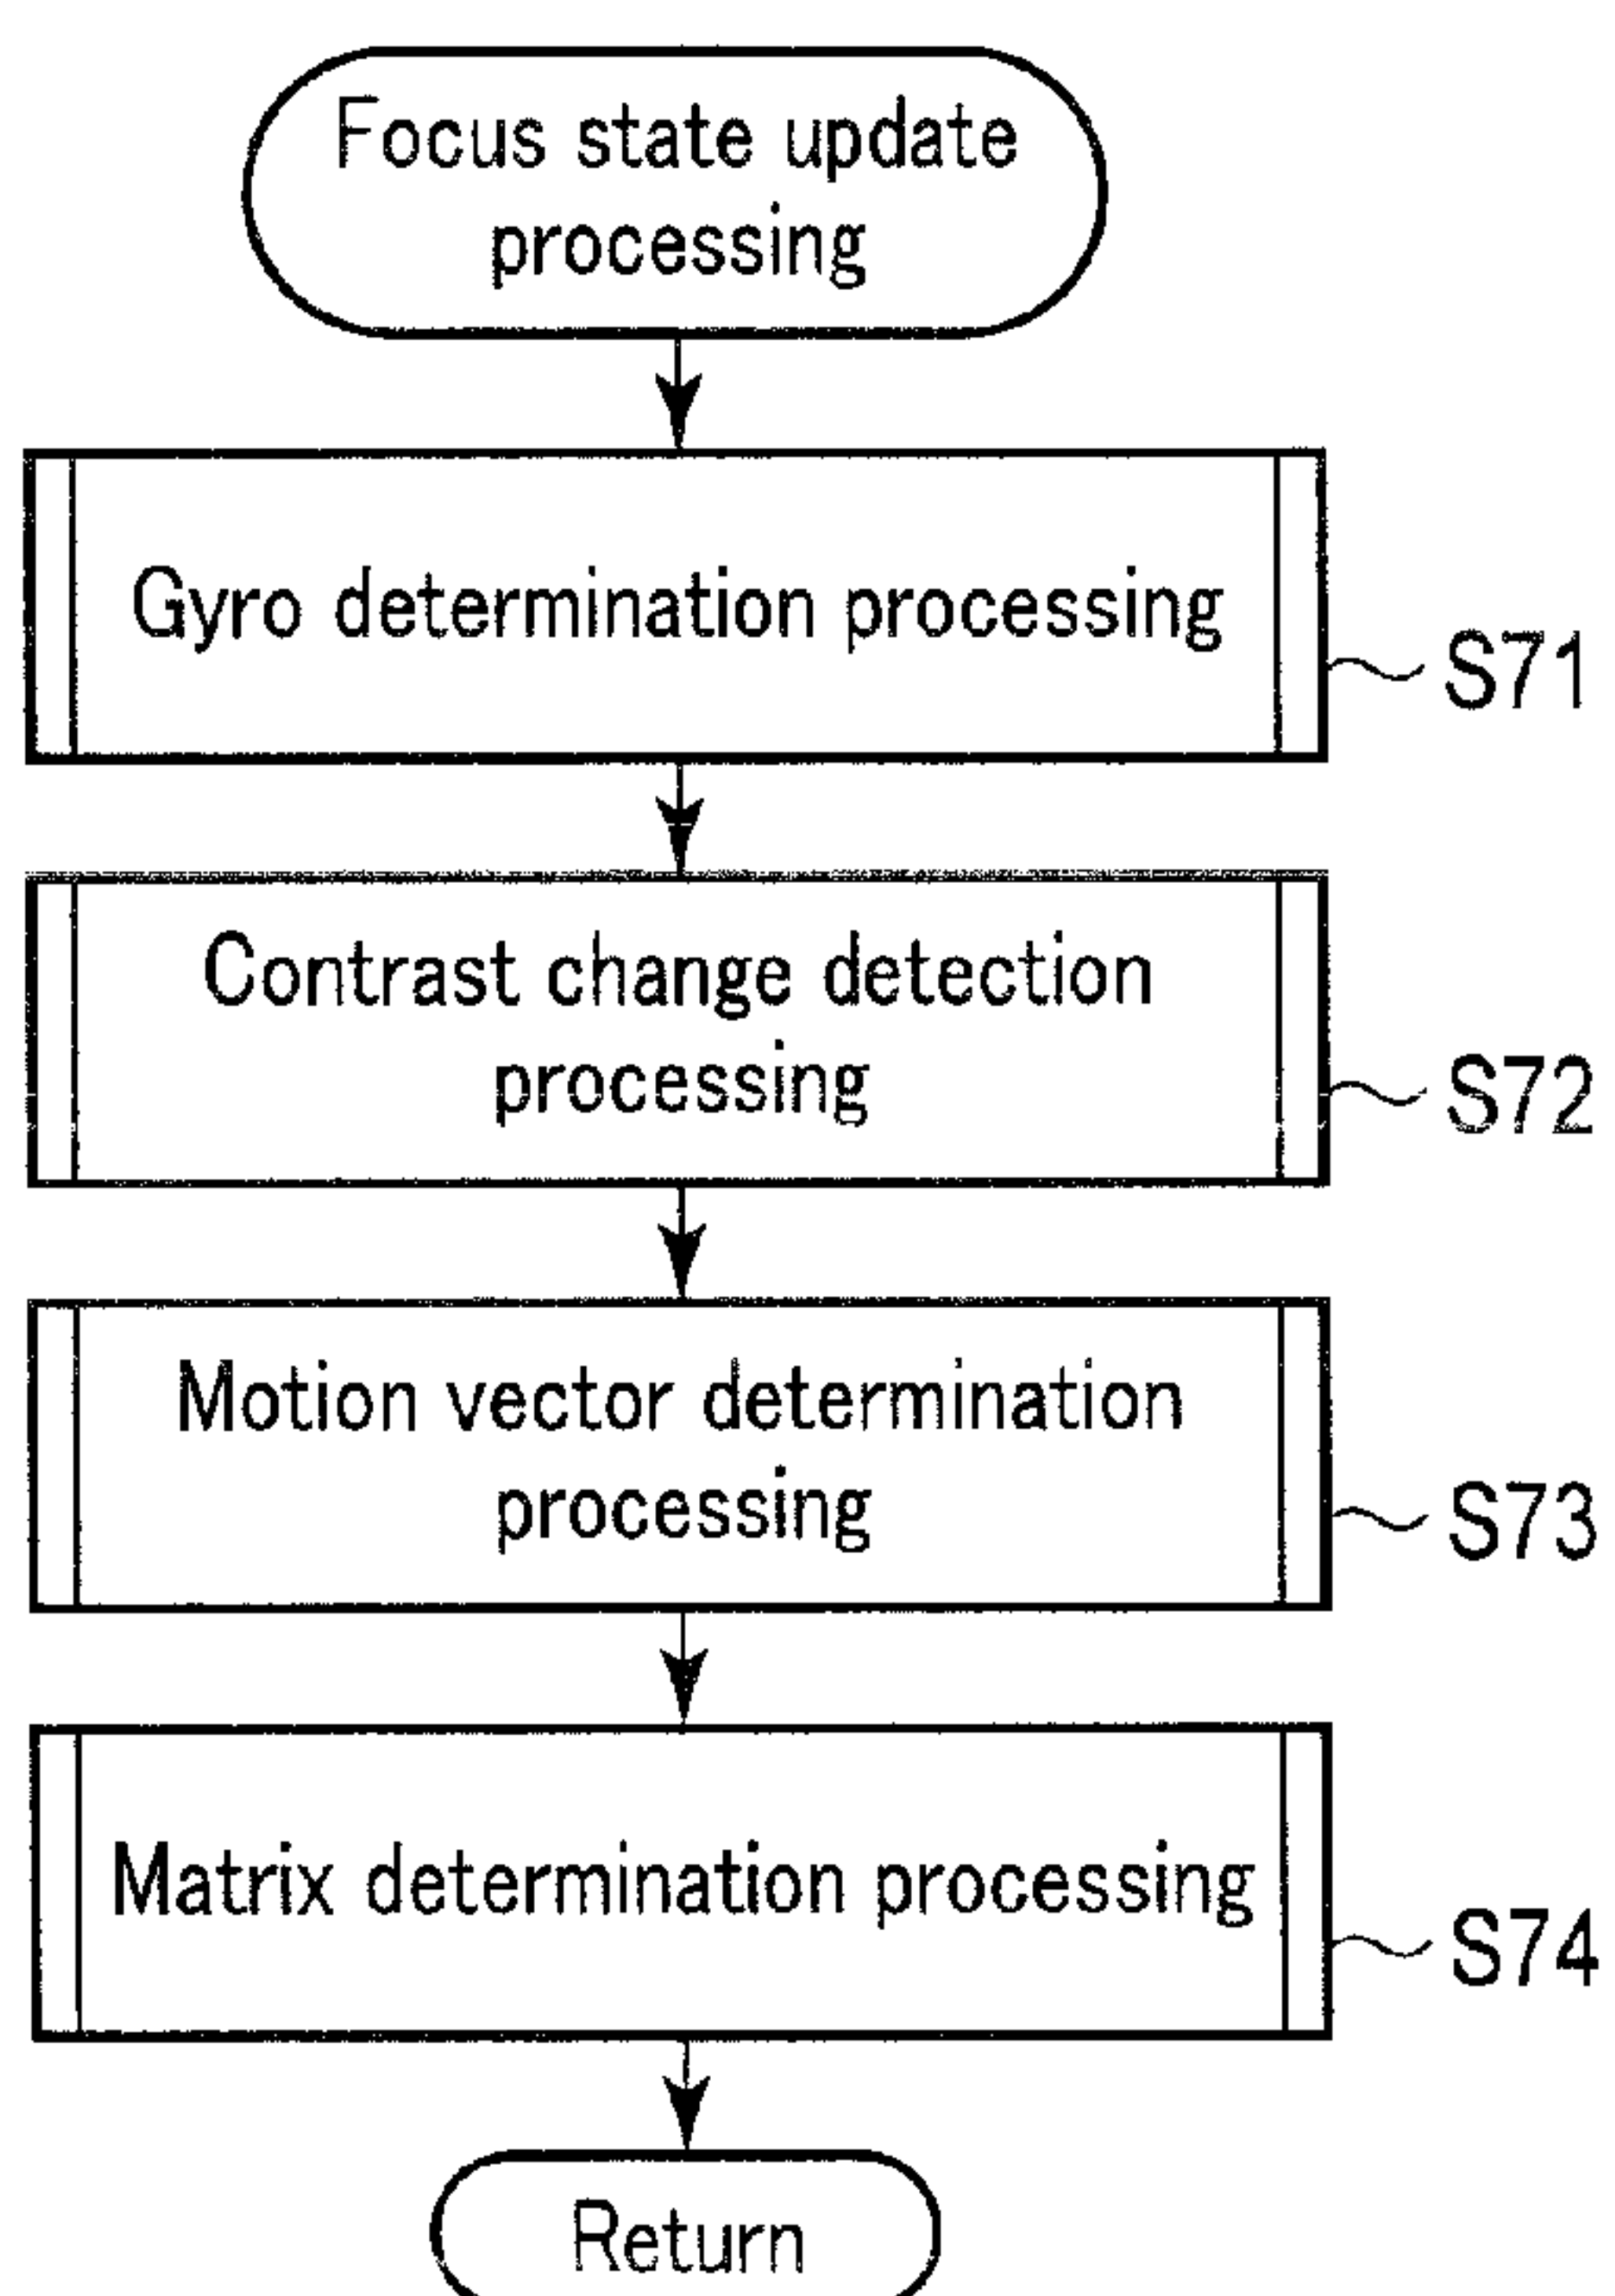 Focus state update
processing
Gyro determination processing
S71
Contrast change detection
processing
S72
Motion vector determination
processing
S73
Matrix determination processing
S74
Return